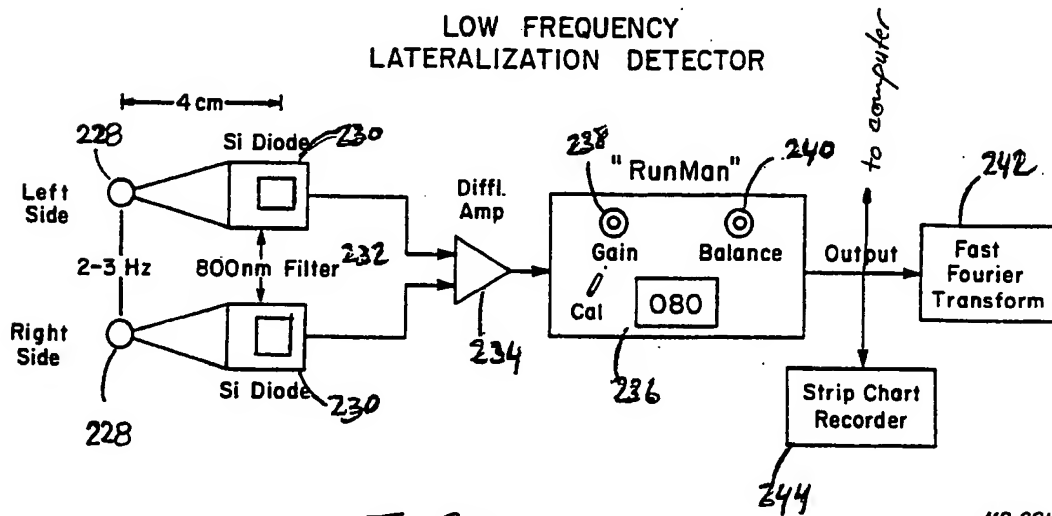 LOW FREQUENCY
LATERALIZATION DETECTOR
to computer
4 cm
228
Si Diode
230
Left
Side
2-3 Hz
800nm Filter
232
Right
Side
228
Si Diode
230
Diffl.
Amp
234
238
"RunMan"
240
Gain
Balance
Cal
080
236
Output
242
Fast
Fourier
Transform
Strip Chart
Recorder
244